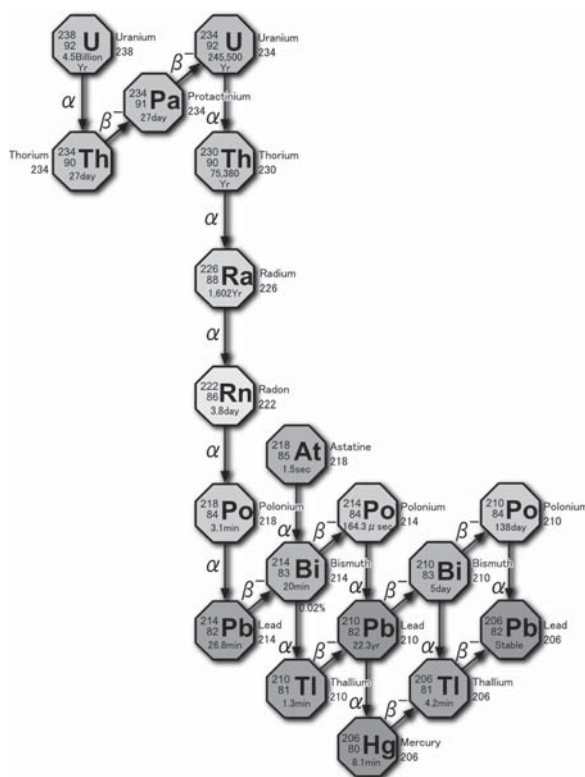 238
92 U
4.5Billion
Yr
Uranium
238
234
92 U
245,500
Yr
Uranium
234
β⁻
α
234
91 Pa
27day
Protactinium
234
β⁻
α
Thorium
234
234
90 Th
27day
230
90 Th
75,380
Yr
Thorium
230
α
226
88 Ra
1,602Yr
Radium
226
α
222
86 Rn
3.8day
Radon
222
α
218
85 At
1.5sec
Astatine
218
218
84 Po
3.1min
Polonium
218
α
β⁻
214
84 Po
164.3 μ sec
Polonium
214
β⁻
210
84 Po
138day
Polonium
210
α
β⁻
214
83 Bi
20min
Bismuth
214
0.02%
α
β⁻
210
83 Bi
5day
Bismuth
210
α
214
82 Pb
26.8min
Lead
214
α
β⁻
210
82 Pb
22.3yr
Lead
210
α
β⁻
206
82 Pb
Stable
Lead
206
210
81 Tl
1.3min
Thallium
210
α
β⁻
206
81 Tl
4.2min
Thallium
206
206
80 Hg
8.1min
Mercury
206